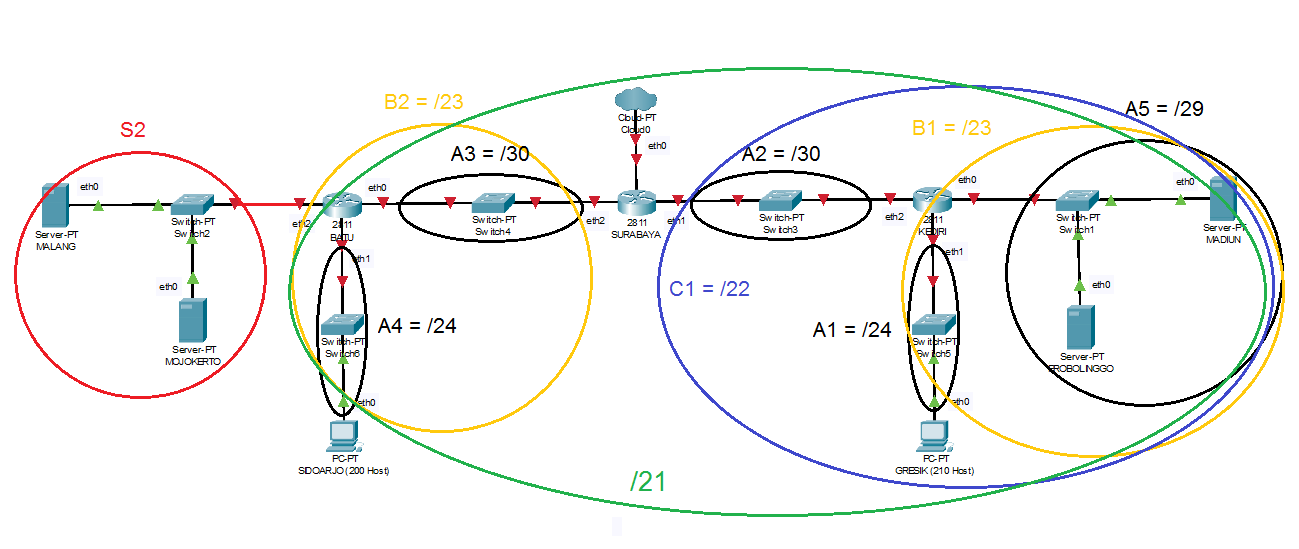 A5 = /29
B2 = /23
Cloud-PT
Cloud0
B1 = /23
S2
eth0
A3 = /30
A2 = /30
eth0
eth0
eth0
eth0
Server-PT
MALANG
Switch-PT
Switch2
eth2
2811
BATU
Switch-PT
Switch4
eth2
2811
SURABAYA
eth1
Switch-PT
Switch3
eth2
2811
KEDIRI
Switch-PT
Switch1
Server-PT
MADIUN
eth1
eth1
eth0
C1 = /22
eth0
A4 = /24
A1 = /24
Switch-PT
Switch6
Switch-PT
Switch5
Server-PT
MOJOKERTO
Server-PT
PROBOLINGGO
eth0
eth0
PC-PT
SIDOARJO (200 Host)
PC-PT
GRESIK (210 Host)
/21